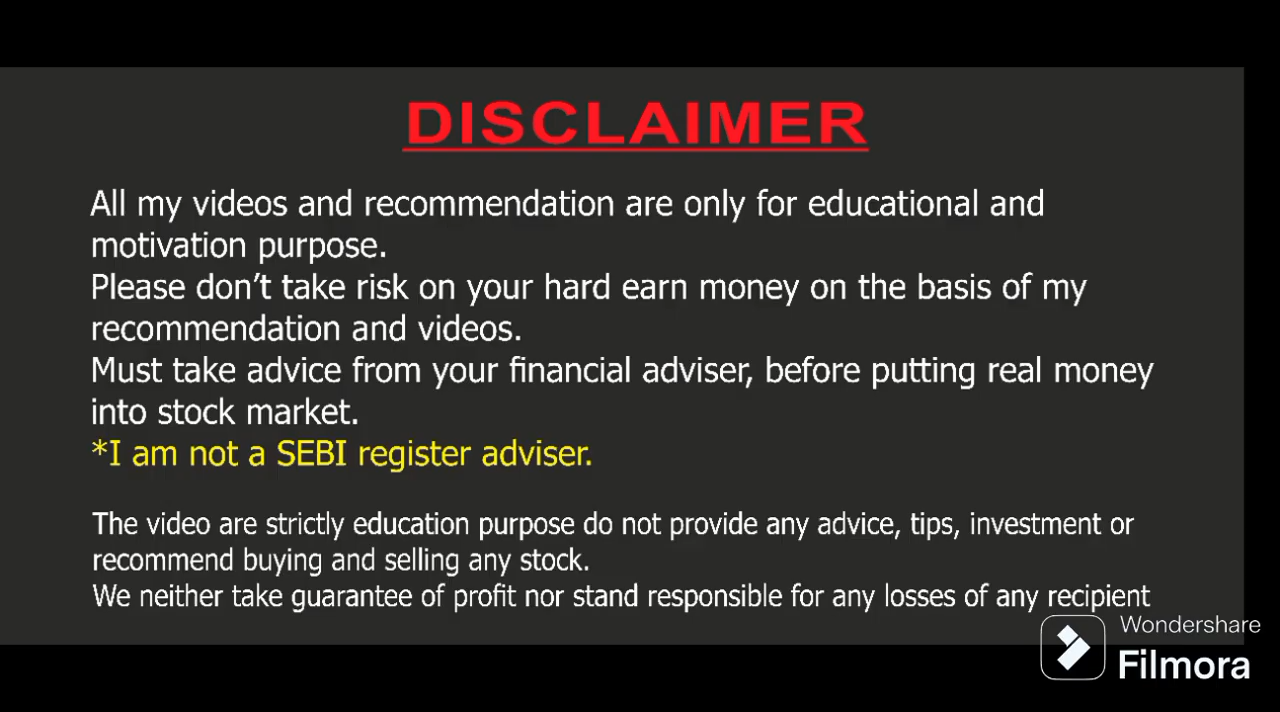 DISCLAIMER
All my videos and recommendation are only for educational and
motivation purpose.
Please don't take risk on your hard earn money on the basis of my
recommendation and videos.
Must take advice from your financial adviser, before putting real money
into stock market.
*I am not a SEBI register adviser.
The video are strictly education purpose do not provide any advice, tips, investment or
recommend buying and selling any stock.
We neither take guarantee of profit nor stand responsible for any losses of any recipient
Wondershare
Filmora